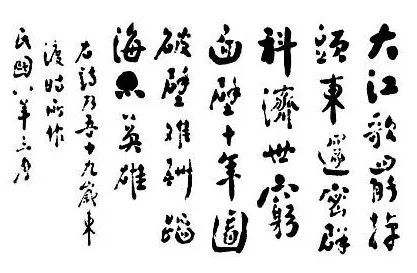 大江歌罷掉
頭東邃密群
科濟世窮
面壁十年圖
破壁難酬蹈
海亦英雄
右詩乃吾十九歲東
渡時所作
民國八年三月